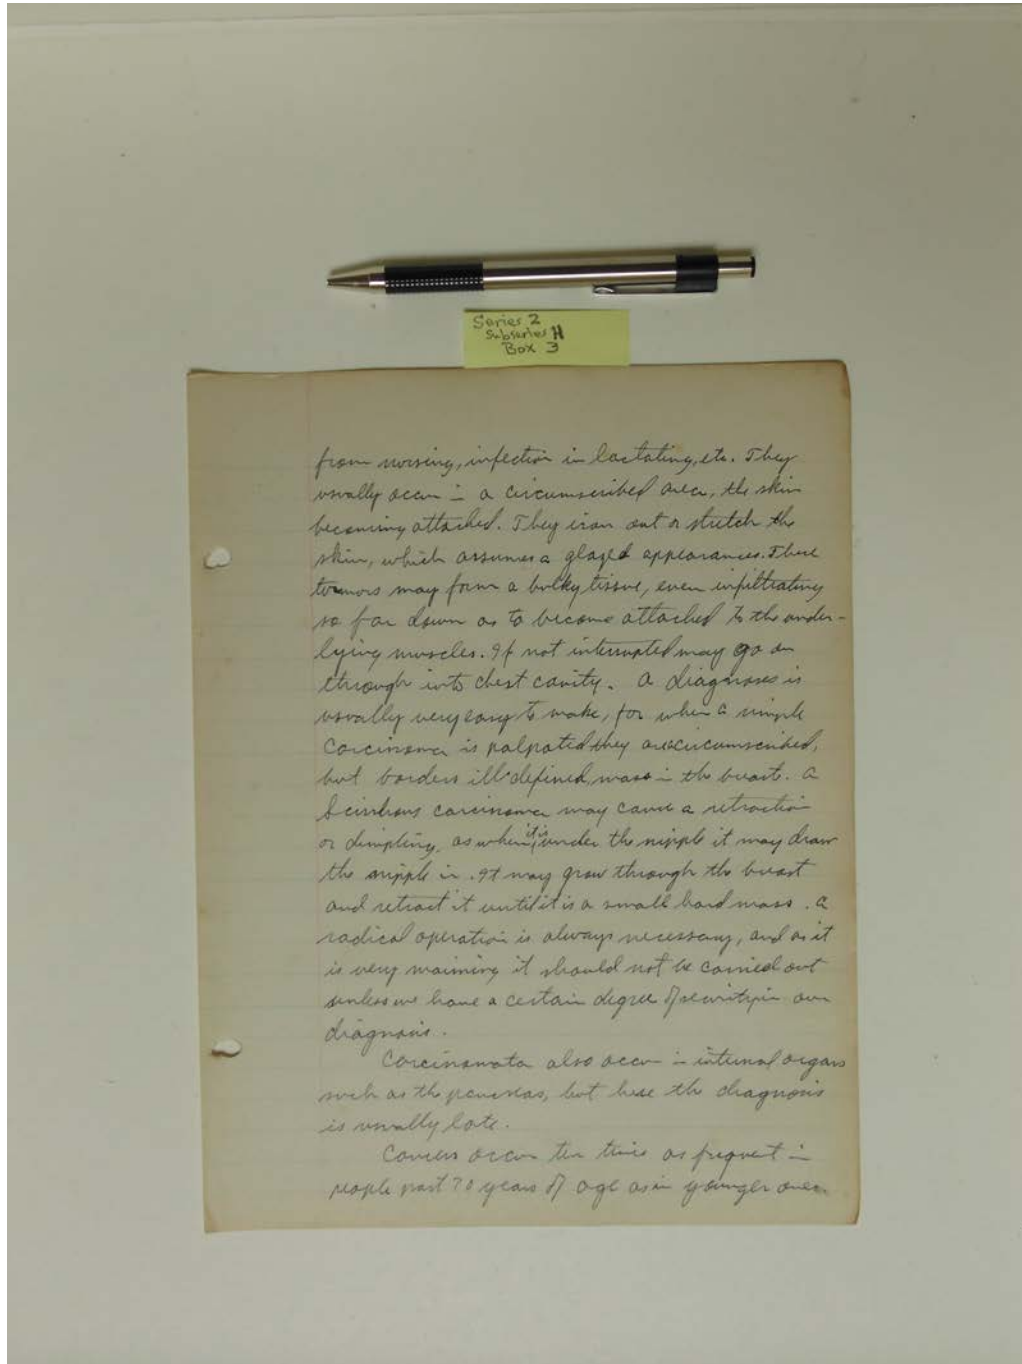 Series 2
Subseries H
Box 3
from nursing, infection in lactating, etc. They
usually occur in a circumscribed area, the skin
becoming attached. They iron out or stretch the
skin, which assumes a glazed appearances. These
tumors may form a bulky tissue, even infiltrating
so far down as to become attached to the under-
lying muscles. If not interrupted may go on
through into chest cavity. A diagnoses is
usually very easy to make, for when a simple
carcinoma is palpated they are circumscribed,
but borders ill-defined, mass in the breast. A
Scirrhous carcinoma may cause a retraction
or dimpling, as when it is under the nipple it may draw
the nipple in. It may grow through the breast
and retract it until it is a small hard mass. A
radical operation is always necessary, and as it
is very maiming it should not be carried out
unless we have a certain degree of security in our
diagnosis.
Carcinomata also occur in internal organs
such as the pancreas, but here the diagnosis
is usually late.
Cancers occur ten times as frequent in
people past 70 years of age as in younger ones